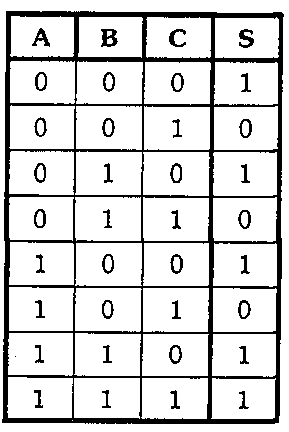 A B C S
0 0 0 1
0 0 1 0
0 1 0 1
0 1 1 0
1 0 0 1
1 0 1 0
1 1 0 1
1 1 1 1